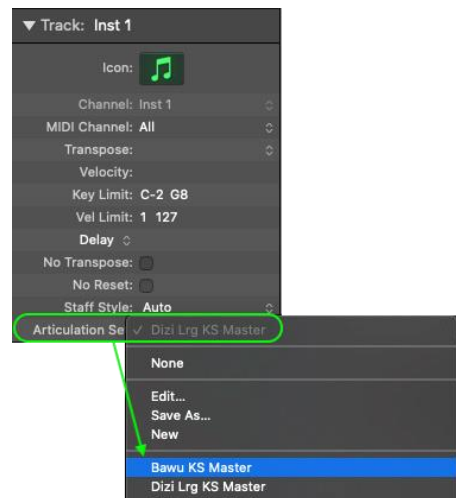 Track: Inst 1
Icon:
Channel: Inst 1
MIDI Channel: All
Transpose:
Velocity:
Key Limit: C-2 G8
Vel Limit: 1 127
Delay
No Transpose:
No Reset:
Staff Style: Auto
Articulation Se ✓ Dizi Lrg KS Master
None
Edit...
Save As...
New
Bawu KS Master
Dizi Lrg KS Master